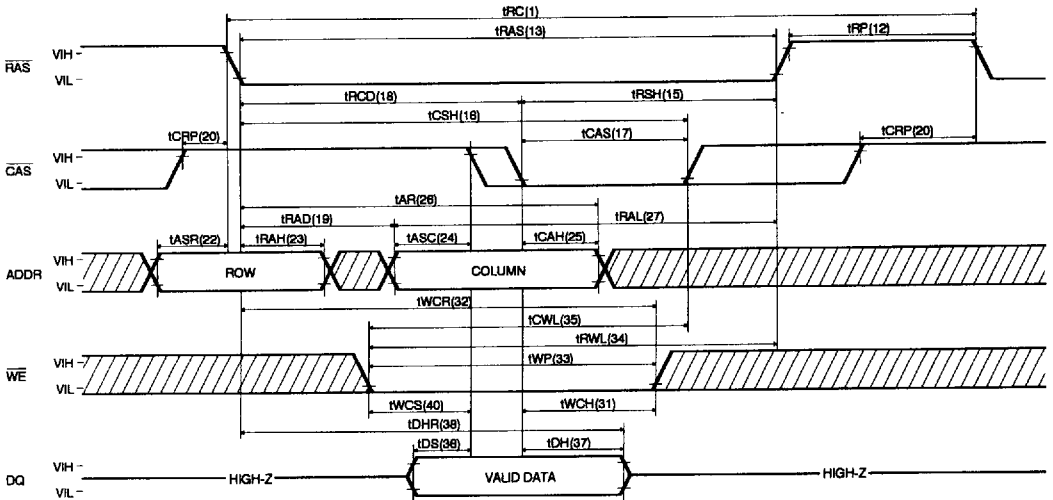 tRC(1)
tRAS(13)
tRP(12)
VIH
RAS
VIL
tRCD(18)
tRSH(15)
tCSH(16)
tCRP(20)
tCAS(17)
tCRP(20)
VIH
CAS
VIL
tAR(26)
tRAD(19)
tRAL(27)
tASR(22)
tRAH(23)
tASC(24)
tCAH(25)
VIH
ADDR
ROW
COLUMN
VIL
tWCR(32)
tCWL(35)
tRWL(34)
VIH
tWP(33)
WE
VIL
tWCS(40)
tWCH(31)
tDHR(38)
tDS(36)
tDH(37)
VIH
DQ
HIGH-Z
VALID DATA
HIGH-Z
VIL